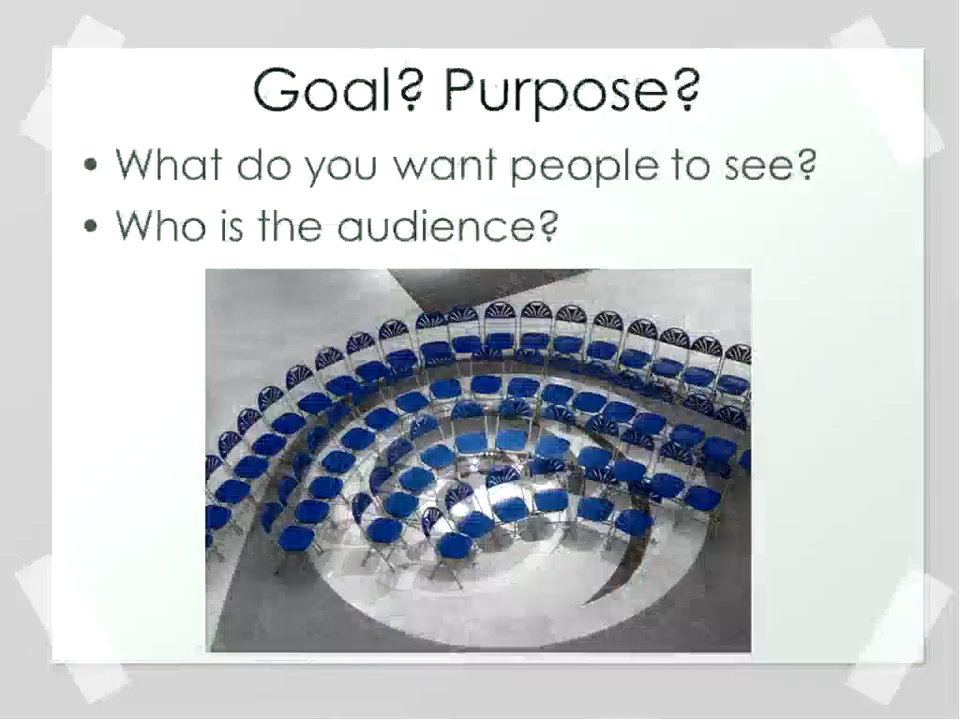 Goal? Purpose?
• What do you want people to see?
• Who is the audience?